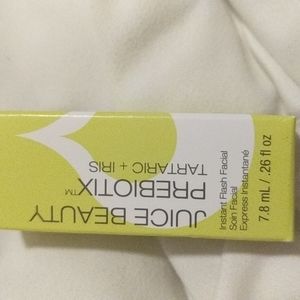 JUICE BEAUTY
PREBIOTIX™
TARTARIC + IRIS
Instant Flash Facial
Soin Facial
Express Instantané
7.8 mL / .26 fl oz